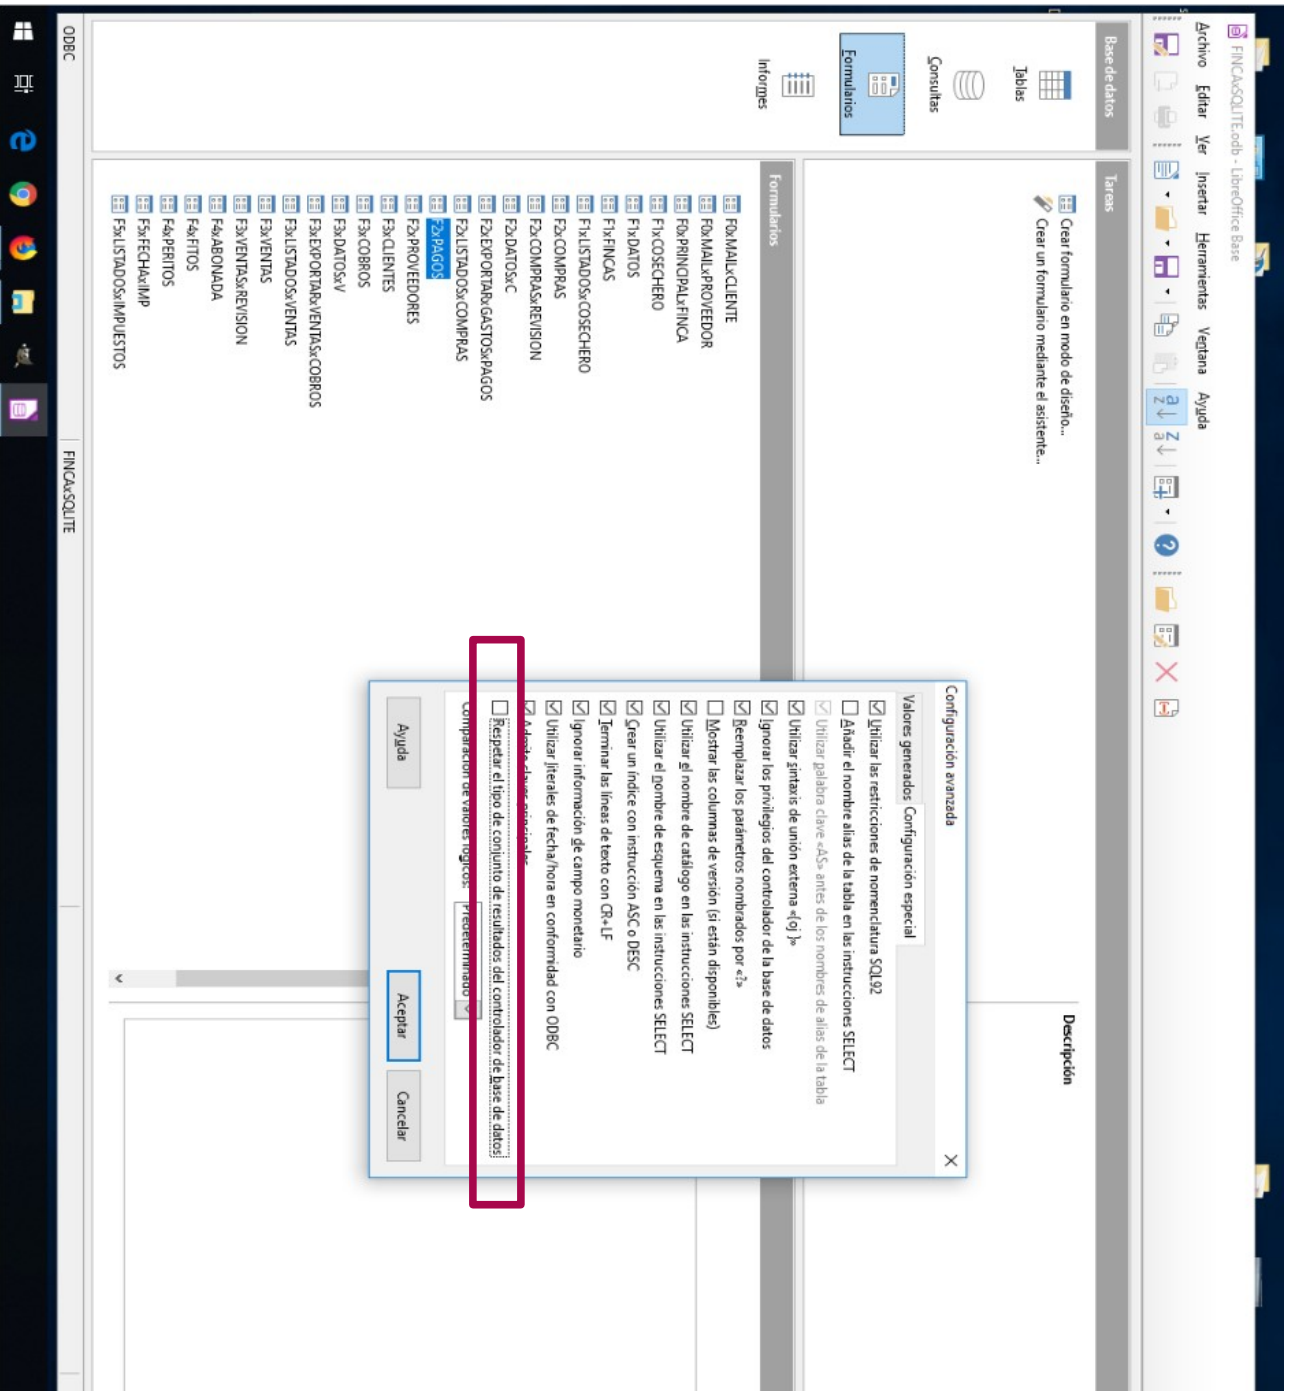 FINCAxSQLITE.odb - LibreOffice Base
Archivo Editar Ver Insertar Herramientas Ventana Ayuda
Base de datos
Tablas
Consultas
Formularios
Informes
Tareas
Crear formulario en modo de diseño...
Crear un formulario mediante el asistente...
Descripción
Formularios
F0xMAILxCLIENTE
F0xMAILxPROVEEDOR
F0xPRINCIPALxFINCA
F1xCOSECHERO
F1xDATOS
F1xFINCAS
F1xLISTADOSxCOSECHERO
F2xCOMPRAS
F2xCOMPRASxREVISION
F2xDATOSxC
F2xEXPORTARxGASTOSxPAGOS
F2xLISTADOSxCOMPRAS
F2xPAGOS
F2xPROVEEDORES
F3xCLIENTES
F3xCOBROS
F3xDATOSxV
F3xEXPORTARxVENTASxCOBROS
F3xLISTADOSxVENTAS
F3xVENTAS
F3xVENTASxREVISION
F4xABONADA
F4xFITOS
F4xPERITOS
F5xFECHAxIMP
F5xLISTADOSxIMPUESTOS
Configuración avanzada
Valores generados Configuración especial
Utilizar las restricciones de nomenclatura SQL92
Añadir el nombre alias de la tabla en las instrucciones SELECT
Utilizar palabra clave «AS» antes de los nombres de alias de la tabla
Utilizar sintaxis de unión externa «{oj }»
Ignorar los privilegios del controlador de la base de datos
Reemplazar los parámetros nombrados por «?»
Mostrar las columnas de versión (si están disponibles)
Utilizar el nombre de catálogo en las instrucciones SELECT
Utilizar el nombre de esquema en las instrucciones SELECT
Crear un índice con instrucción ASC o DESC
Terminar las líneas de texto con CR+LF
Ignorar información de campo monetario
Utilizar literales de fecha/hora en conformidad con ODBC
Admite claves principales
Respetar el tipo de conjunto de resultados del controlador de base de datos
Comparación de valores lógicos: Predeterminado
Ayuda Aceptar Cancelar
ODBC FINCAxSQLITE